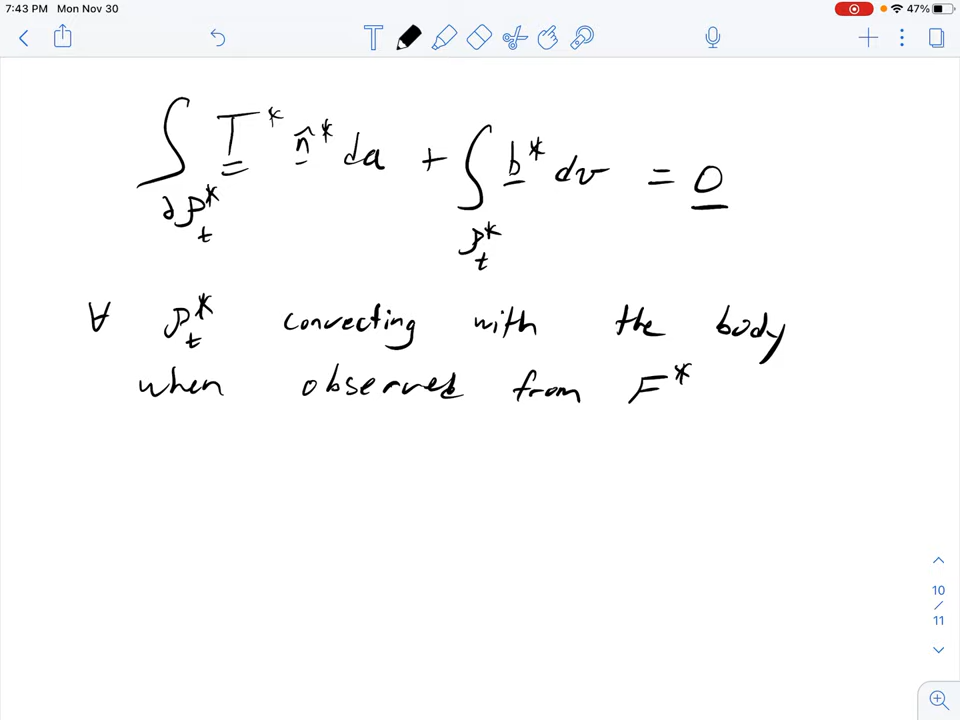 7:43 PM Mon Nov 30 47%
T
∫_{∂P_t^*} T^* n̂^* da + ∫_{P_t^*} b^* dv = 0
∀ P_t^* convecting with the body
when observed from F^*
10
/
11